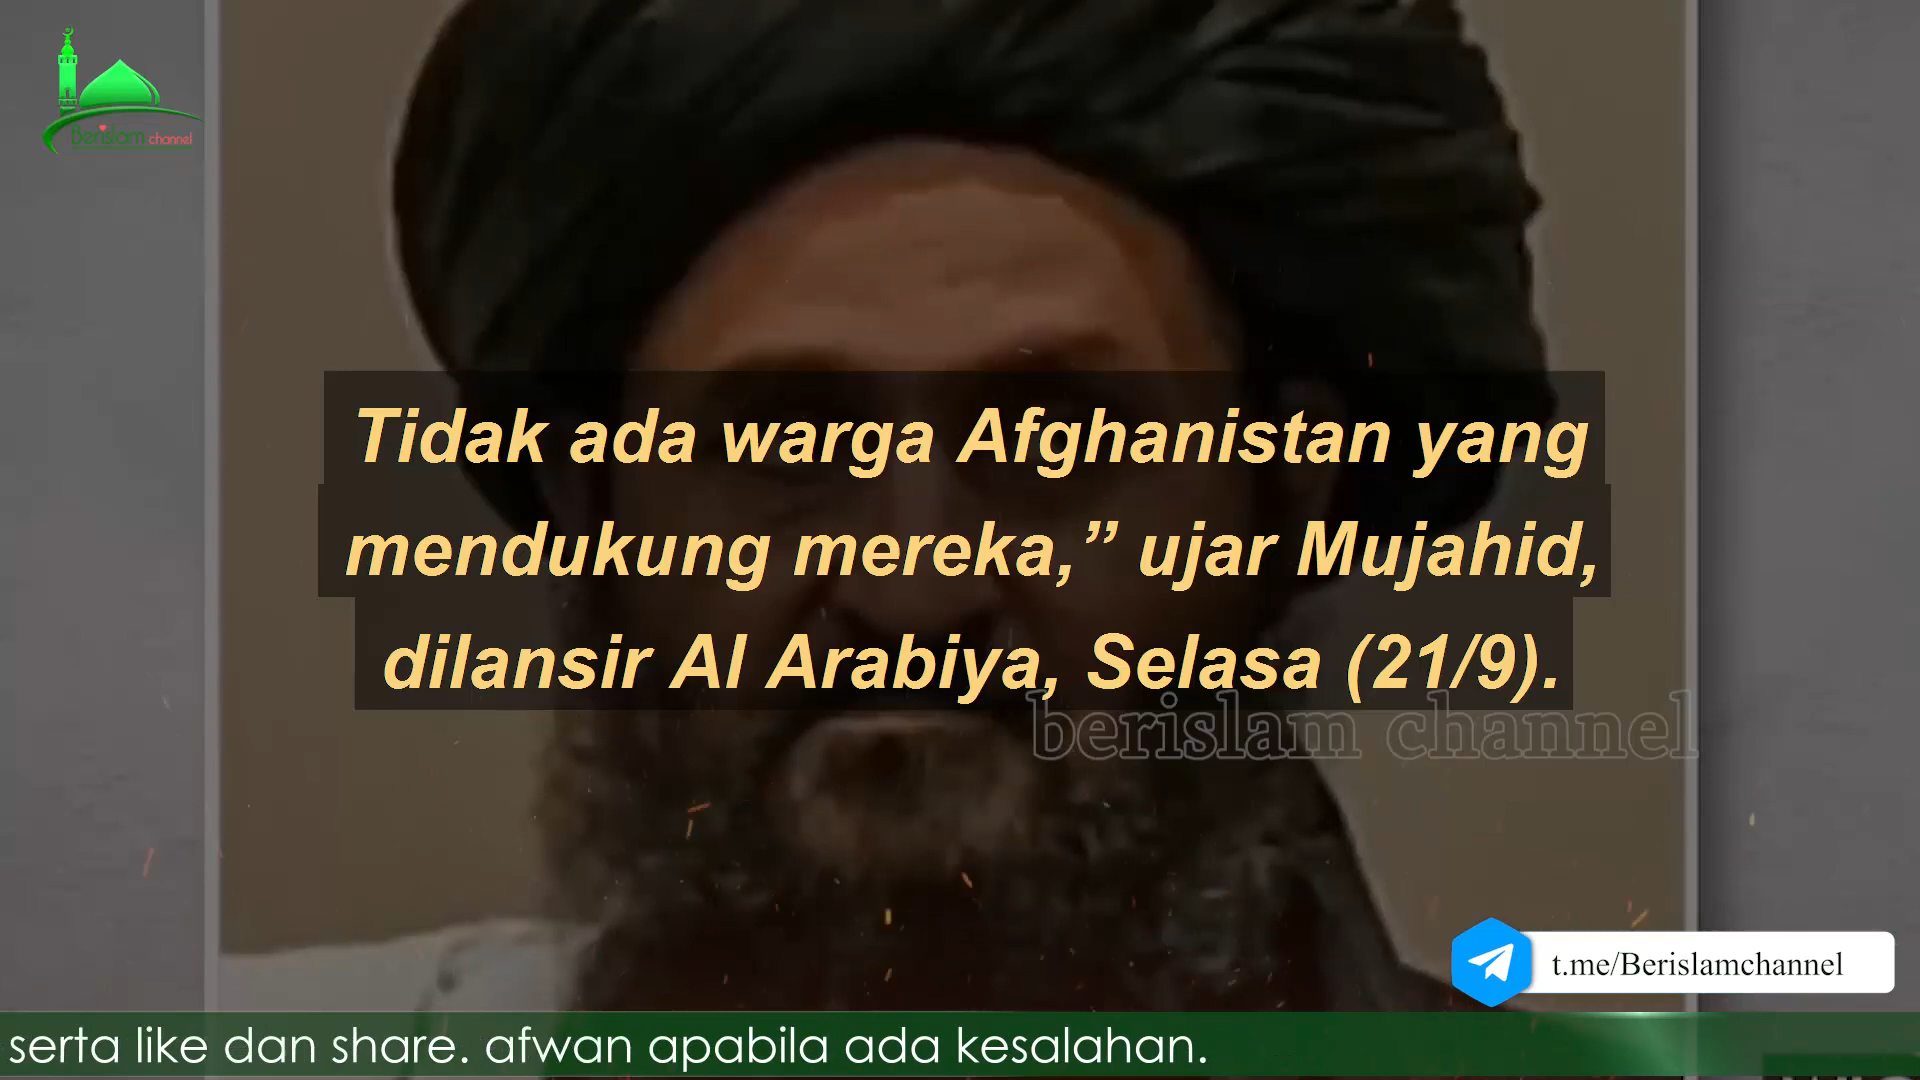 Berislam channel
Tidak ada warga Afghanistan yang
mendukung mereka,” ujar Mujahid,
dilansir Al Arabiya, Selasa (21/9).
berislam channel
t.me/Berislamchannel
serta like dan share. afwan apabila ada kesalahan.